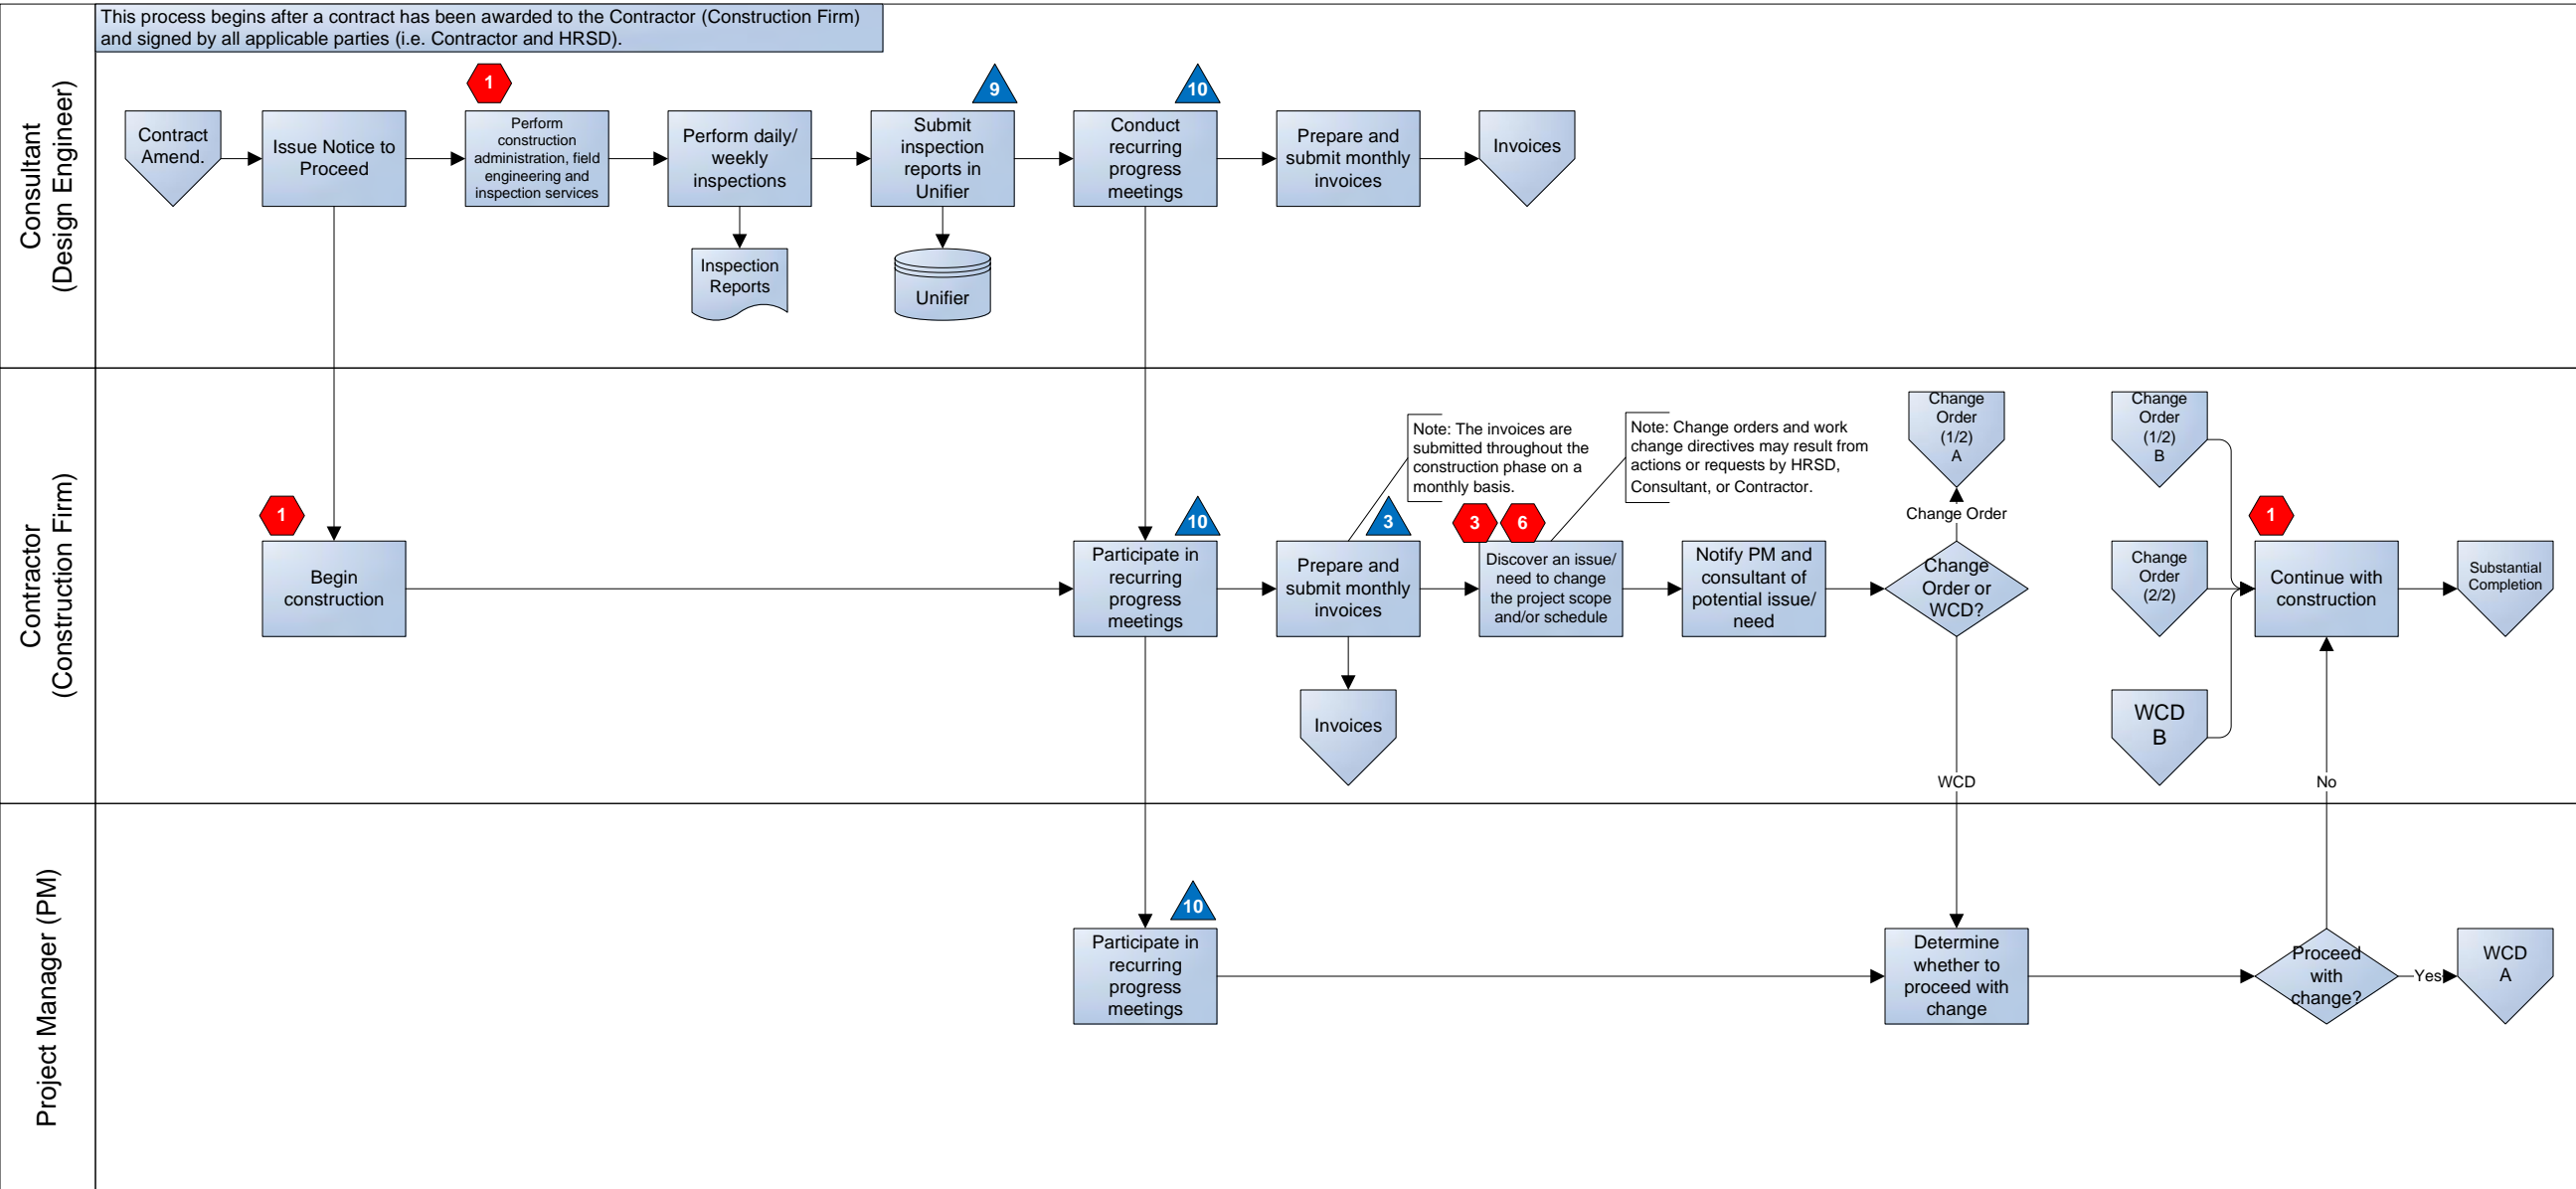 This process begins after a contract has been awarded to the Contractor (Construction Firm)
and signed by all applicable parties (i.e. Contractor and HRSD).
Consultant
(Design Engineer)
Contract
Amend.
Issue Notice to
Proceed
1
Perform
construction
administration, field
engineering and
inspection services
Perform daily/
weekly
inspections
Inspection
Reports
9
Submit
inspection
reports in
Unifier
Unifier
10
Conduct
recurring
progress
meetings
Prepare and
submit monthly
invoices
Invoices
Contractor
(Construction Firm)
1
Begin
construction
10
Participate in
recurring
progress
meetings
Note: The invoices are
submitted throughout the
construction phase on a
monthly basis.
3
Prepare and
submit monthly
invoices
Invoices
Note: Change orders and work
change directives may result from
actions or requests by HRSD,
Consultant, or Contractor.
3
6
Discover an issue/
need to change
the project scope
and/or schedule
Notify PM and
consultant of
potential issue/
need
Change
Order
(1/2)
A
Change Order
Change
Order or
WCD?
WCD
Change
Order
(1/2)
B
Change
Order
(2/2)
WCD
B
1
Continue with
construction
No
Substantial
Completion
Project Manager (PM)
10
Participate in
recurring
progress
meetings
Determine
whether to
proceed with
change
Proceed
with
change?
Yes
WCD
A